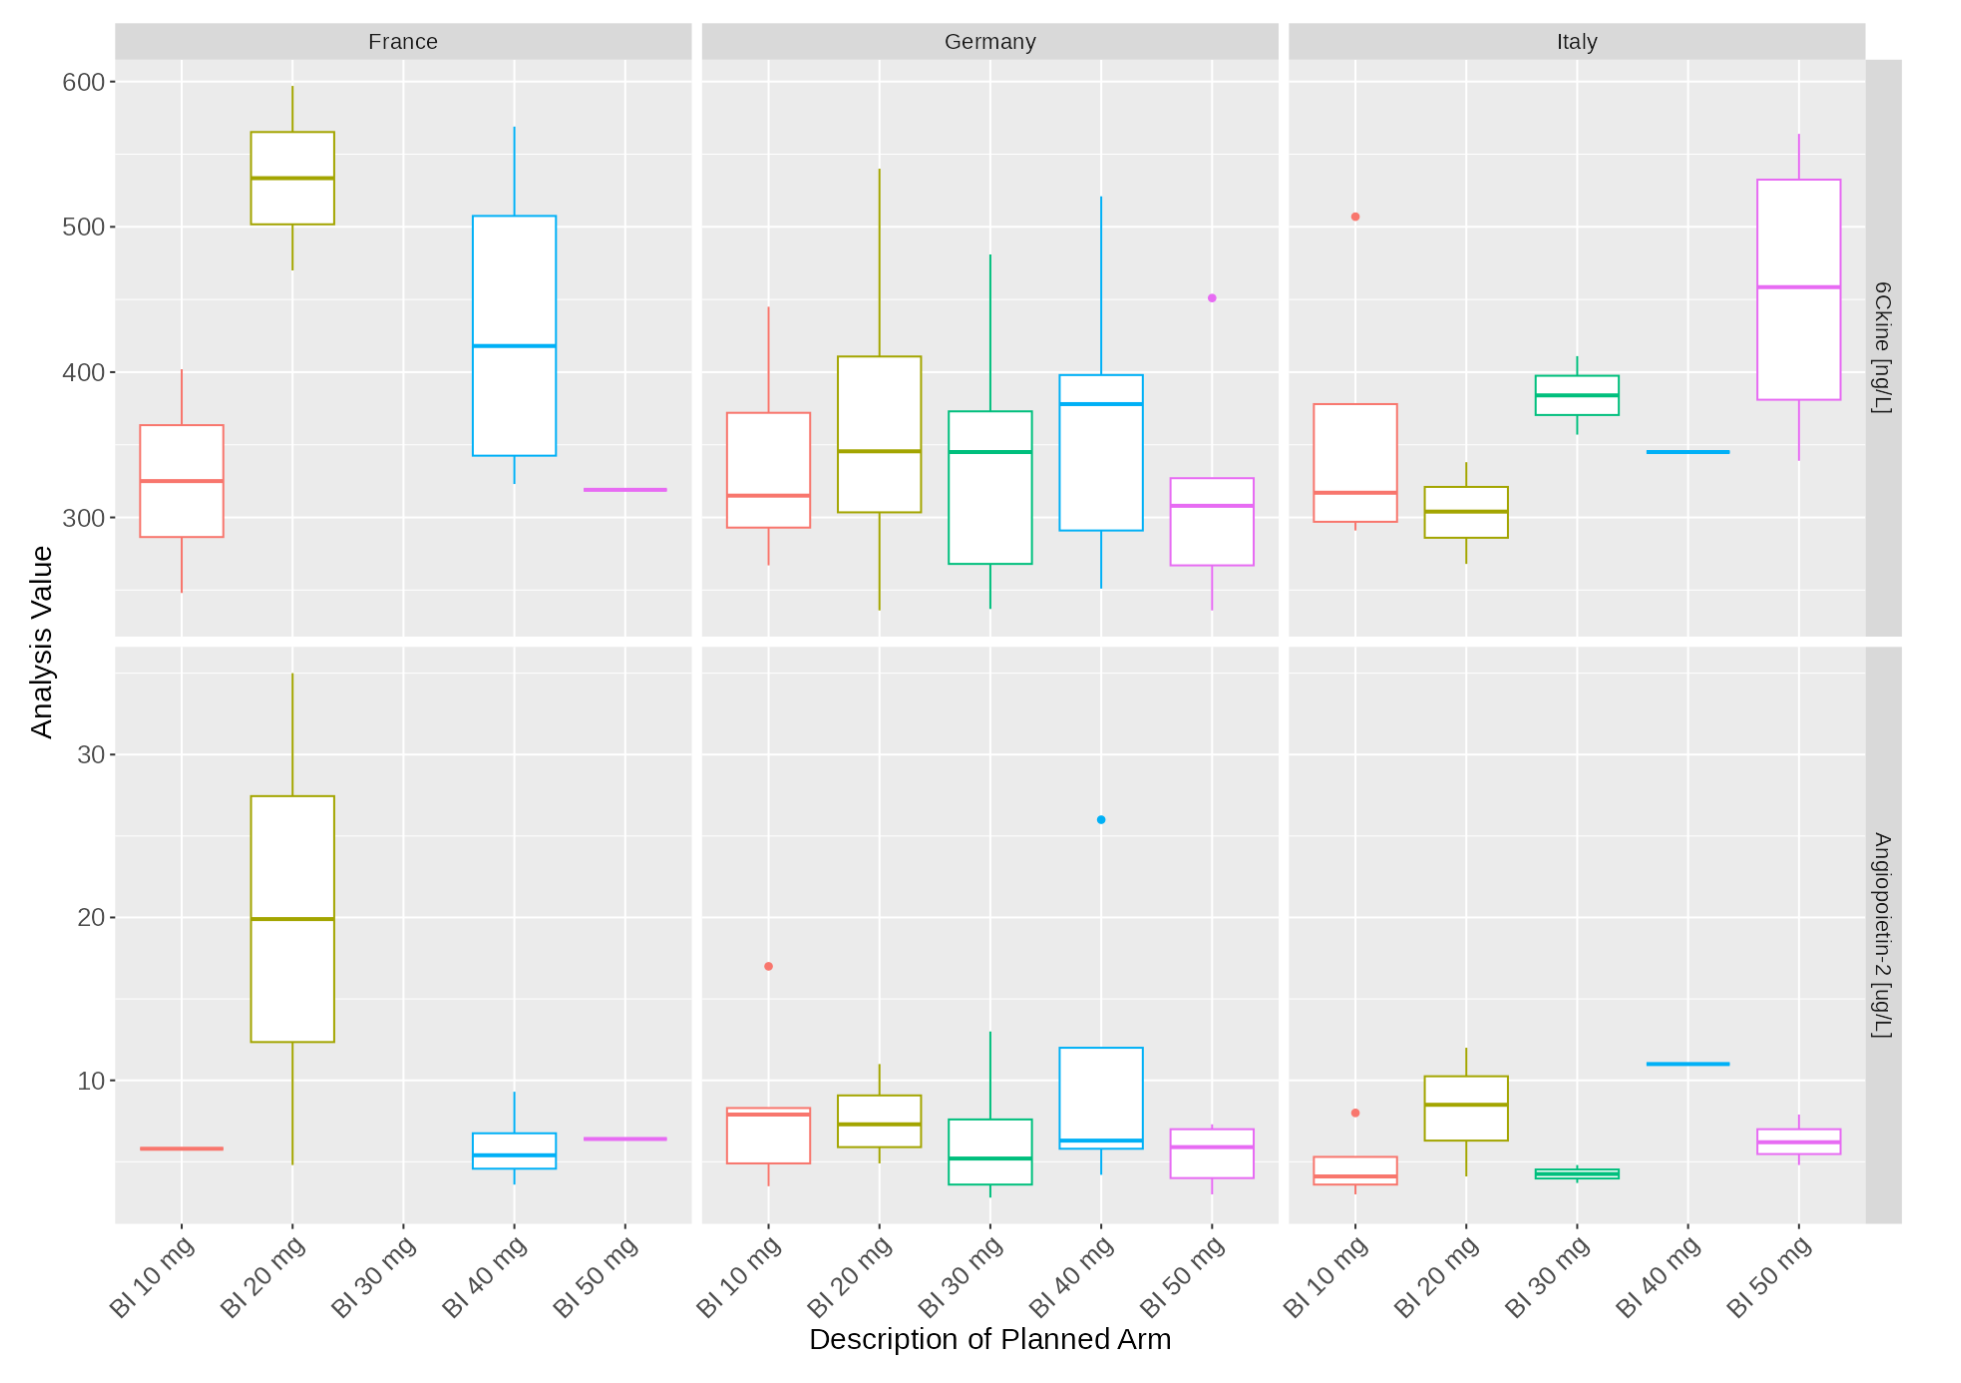 France Germany Italy
600
500
400
300
6Ckine [ng/L]
Analysis Value
30
20
10
Angiopoietin-2 [ug/L]
BI 10 mg BI 20 mg BI 30 mg BI 40 mg BI 50 mg BI 10 mg BI 20 mg BI 30 mg BI 40 mg BI 50 mg BI 10 mg BI 20 mg BI 30 mg BI 40 mg BI 50 mg
Description of Planned Arm